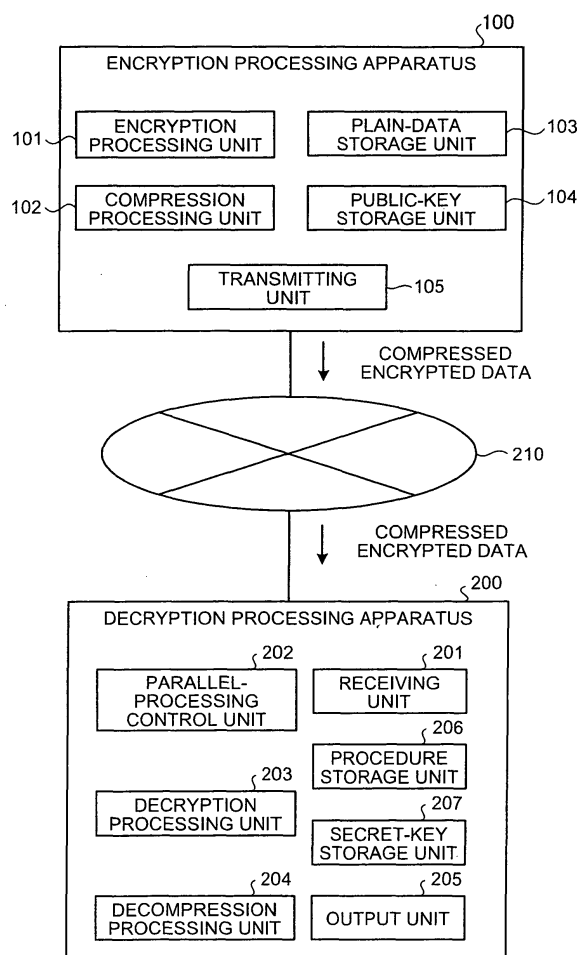 100
ENCRYPTION PROCESSING APPARATUS
101
ENCRYPTION
PROCESSING UNIT
PLAIN-DATA
STORAGE UNIT
103
102
COMPRESSION
PROCESSING UNIT
PUBLIC-KEY
STORAGE UNIT
104
TRANSMITTING
UNIT
105
COMPRESSED
ENCRYPTED DATA
210
COMPRESSED
ENCRYPTED DATA
200
DECRYPTION PROCESSING APPARATUS
202
PARALLEL-
PROCESSING
CONTROL UNIT
201
RECEIVING
UNIT
206
PROCEDURE
STORAGE UNIT
203
DECRYPTION
PROCESSING UNIT
207
SECRET-KEY
STORAGE UNIT
204
DECOMPRESSION
PROCESSING UNIT
205
OUTPUT UNIT